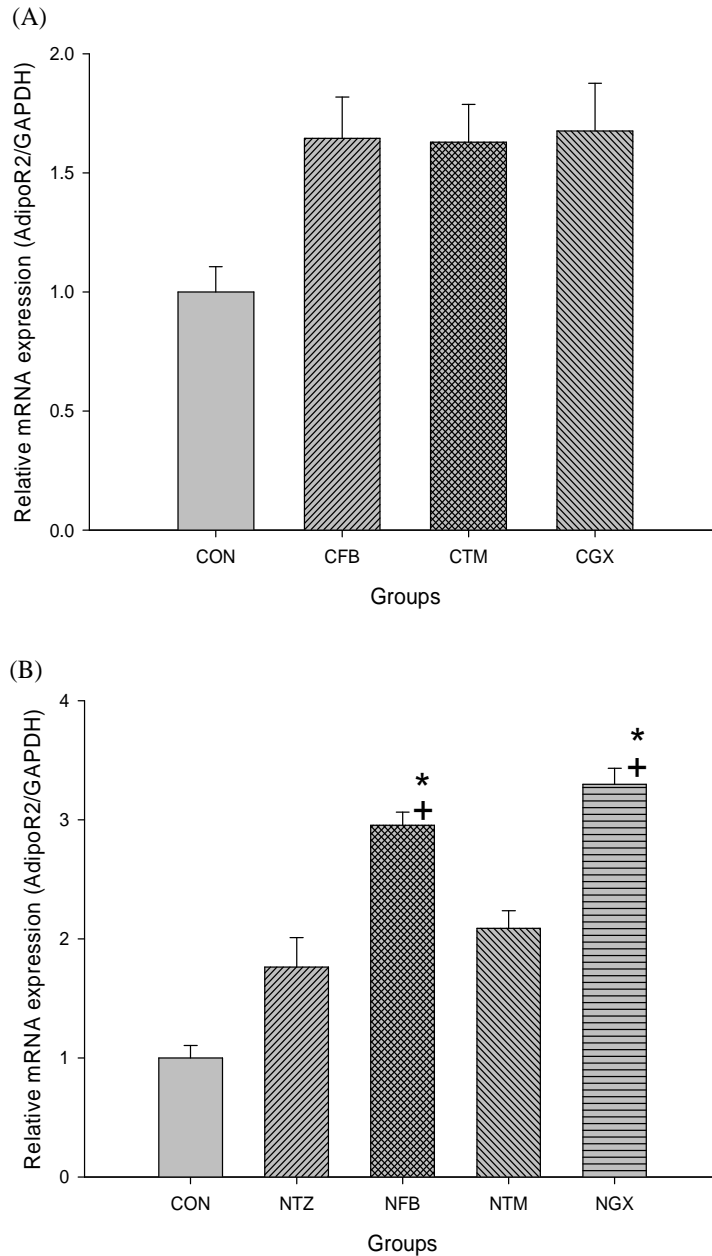 (A)
Relative mRNA expression (AdipoR2/GAPDH)
2.0
1.5
1.0
0.5
0.0
CON CFB CTM CGX
Groups
(B)
Relative mRNA expression (AdipoR2/GAPDH)
4
3
2
1
0
*
+
*
+
CON NTZ NFB NTM NGX
Groups